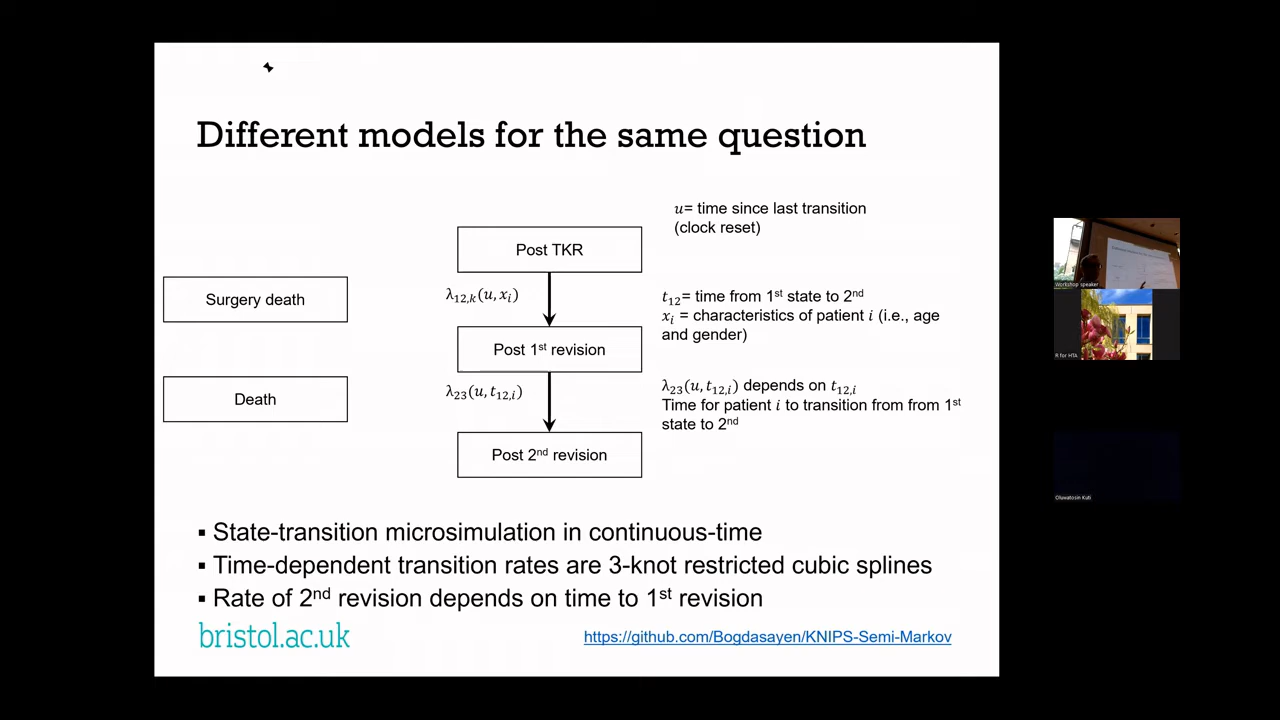 Different models for the same question
u= time since last transition
(clock reset)
Post TKR
Surgery death
λ₁₂,ₖ(u, xᵢ)
t₁₂= time from 1ˢᵗ state to 2ⁿᵈ
xᵢ = characteristics of patient i (i.e., age
and gender)
Post 1ˢᵗ revision
Death
λ₂₃(u, t₁₂,ᵢ)
λ₂₃(u, t₁₂,ᵢ) depends on t₁₂,ᵢ
Time for patient i to transition from from 1ˢᵗ
state to 2ⁿᵈ
Post 2ⁿᵈ revision
▪ State-transition microsimulation in continuous-time
▪ Time-dependent transition rates are 3-knot restricted cubic splines
▪ Rate of 2ⁿᵈ revision depends on time to 1ˢᵗ revision
bristol.ac.uk
https://github.com/Bogdasayen/KNIPS-Semi-Markov
Workshop speaker
R for HTA
Oluwatosin Kuti